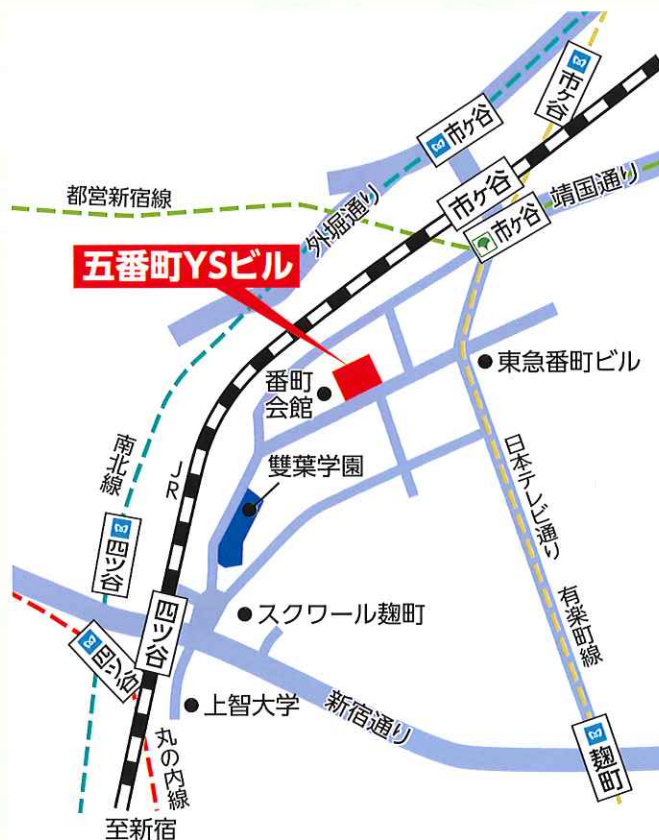 市ヶ谷
市ヶ谷
市ヶ谷
靖国通り
都営新宿線
外堀通り
市ヶ谷
五番町YSビル
東急番町ビル
番町
会館
南北線
JR
雙葉学園
日本テレビ通り
四ツ谷
四ツ谷
スクワール麹町
有楽町線
四ツ谷
上智大学
新宿通り
丸の内線
麹町
至新宿